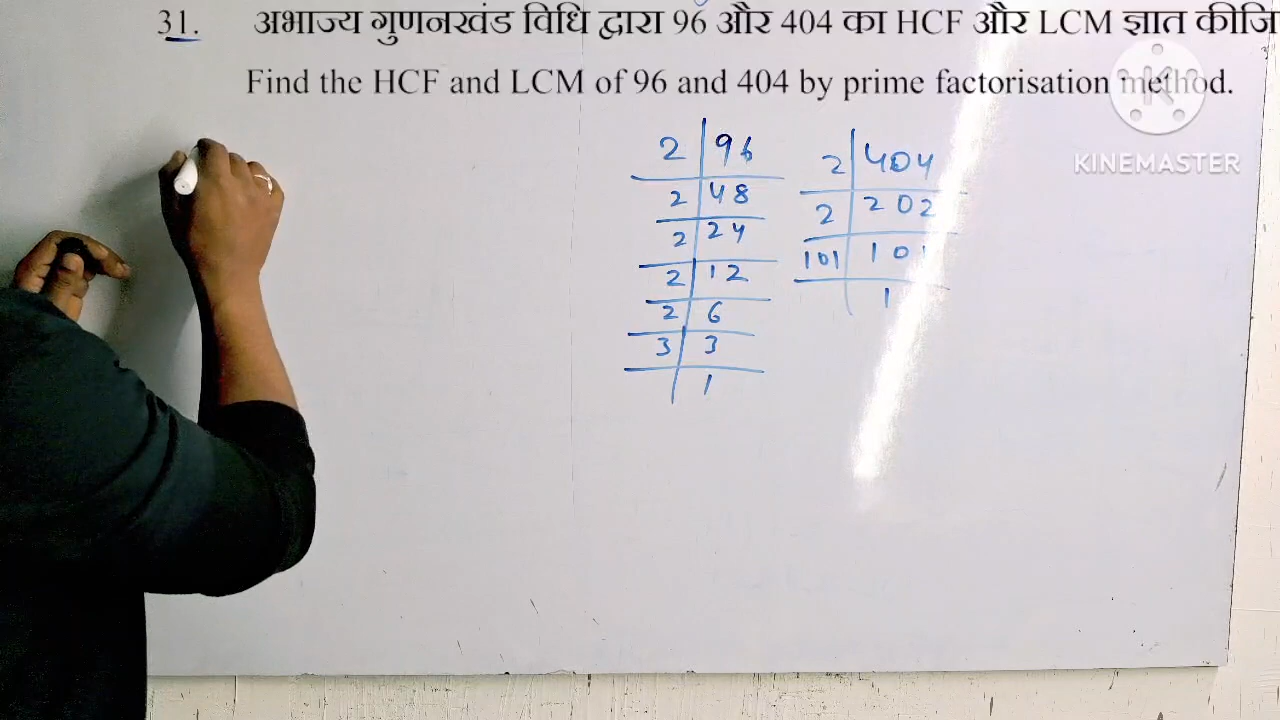 31. अभाज्य गुणनखंड विधि द्वारा 96 और 404 का HCF और LCM ज्ञात कीजि
Find the HCF and LCM of 96 and 404 by prime factorisation method.
KINEMASTER
2 | 96
2 | 48
2 | 24
2 | 12
2 | 6
3 | 3
1
2 | 404
2 | 202
101 | 101
1